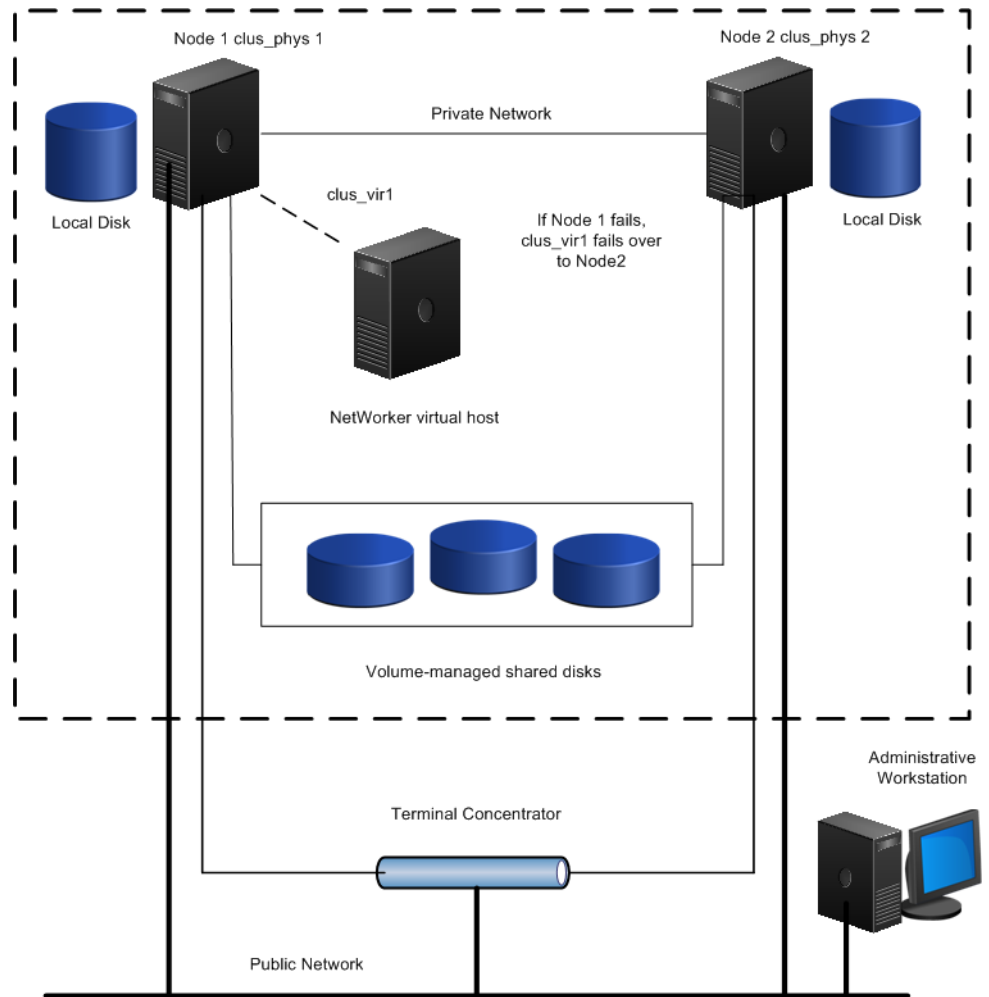 Node 1 clus_phys 1
Node 2 clus_phys 2
Private Network
Local Disk
clus_vir1
If Node 1 fails,
clus_vir1 fails over
to Node2
Local Disk
NetWorker virtual host
Volume-managed shared disks
Administrative
Workstation
Terminal Concentrator
Public Network